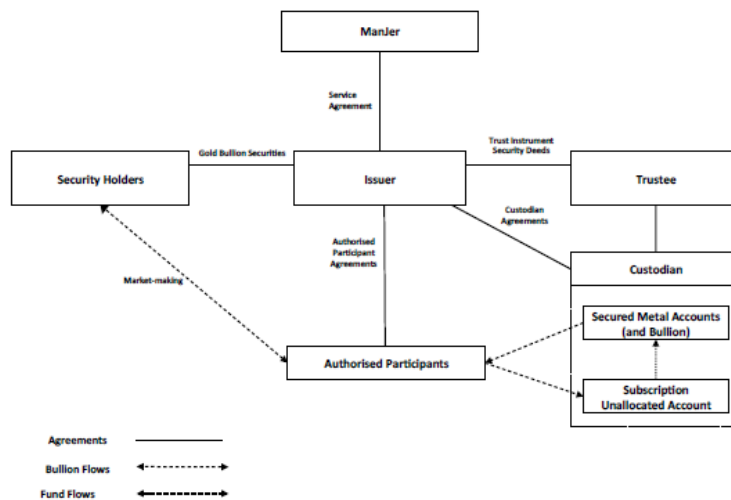 ManJer
Service
Agreement
Gold Bullion Securities
Trust Instrument
Security Deeds
Security Holders
Issuer
Trustee
Custodian
Agreements
Authorised
Participant
Agreements
Custodian
Market-making
Secured Metal Accounts
(and Bullion)
Authorised Participants
Subscription
Unallocated Account
Agreements
Bullion Flows
Fund Flows